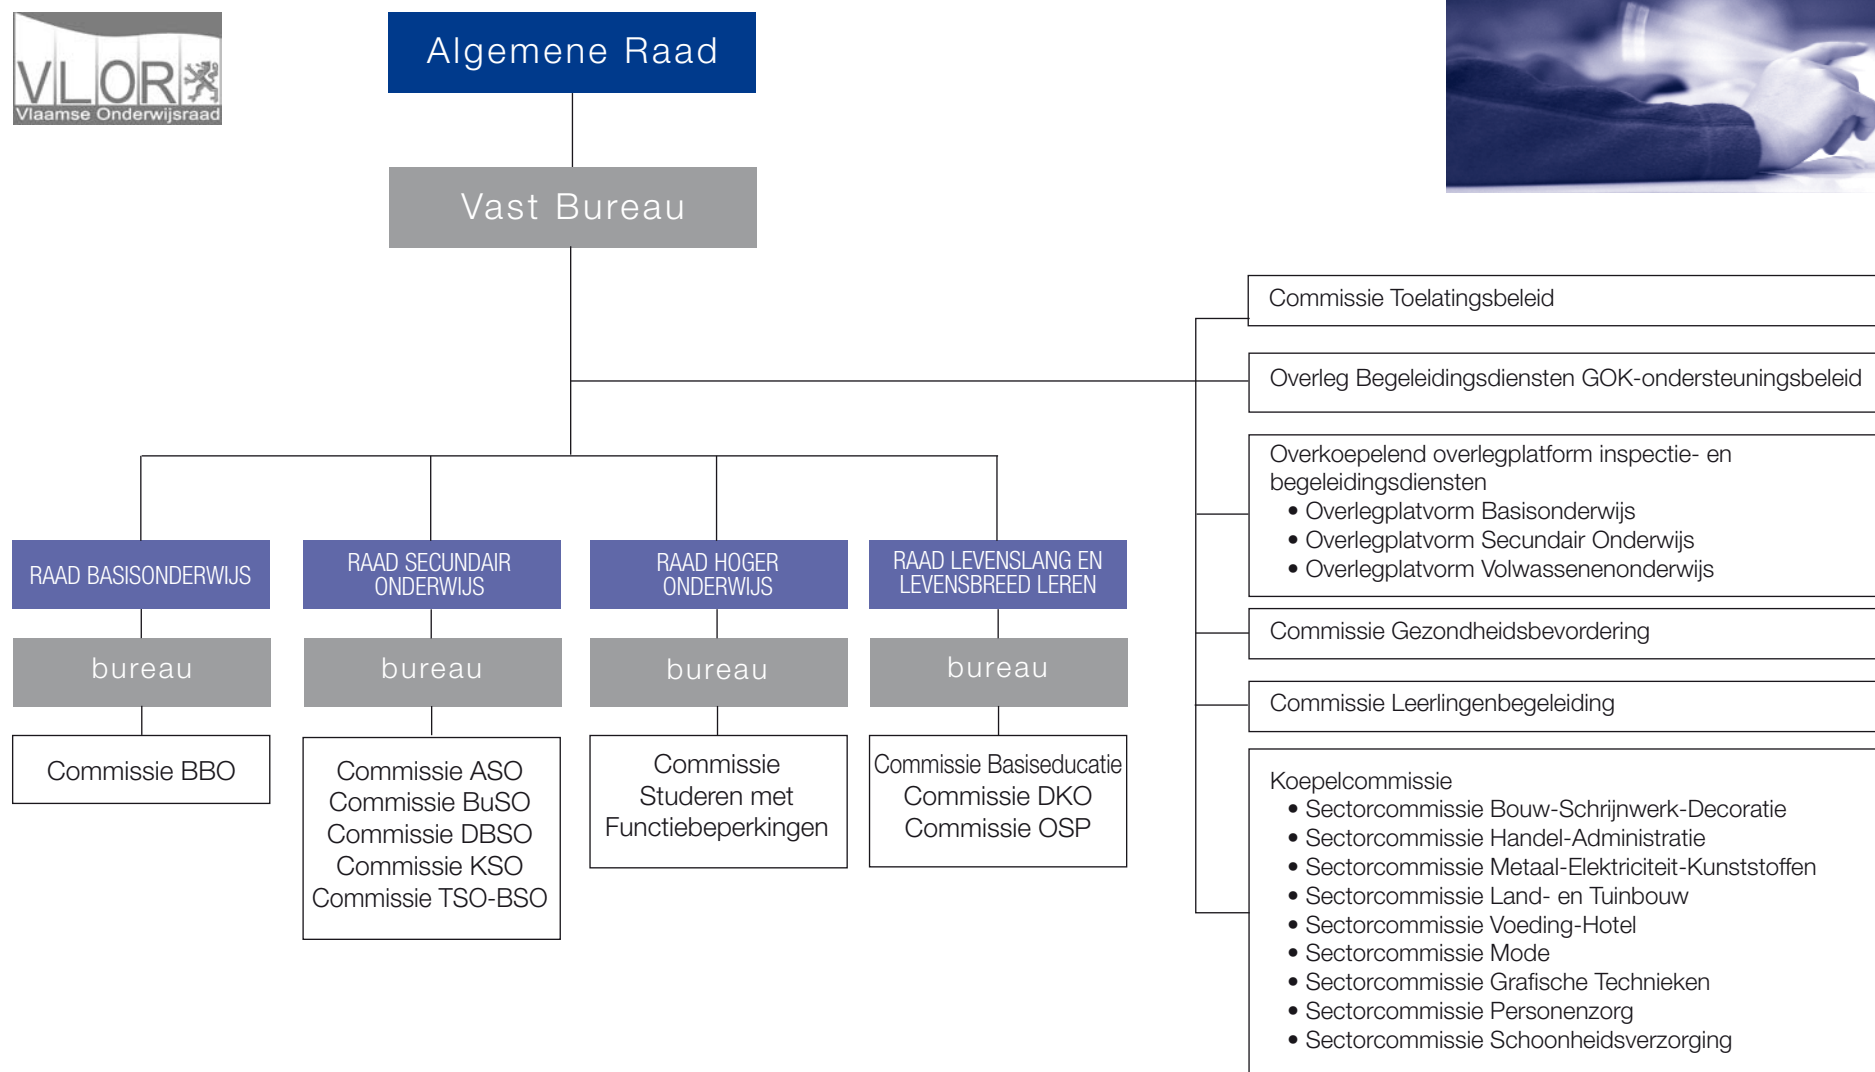 VLOR
Vlaamse Onderwijsraad
Algemene Raad
Vast Bureau
RAAD BASISONDERWIJS
bureau
Commissie BBO
RAAD SECUNDAIR
ONDERWIJS
bureau
Commissie ASO
Commissie BuSO
Commissie DBSO
Commissie KSO
Commissie TSO-BSO
RAAD HOGER
ONDERWIJS
bureau
Commissie
Studeren met
Functiebeperkingen
RAAD LEVENSLANG EN
LEVENSBREED LEREN
bureau
Commissie Basiseducatie
Commissie DKO
Commissie OSP
Commissie Toelatingsbeleid
Overleg Begeleidingsdiensten GOK-ondersteuningsbeleid
Overkoepelend overlegplatform inspectie- en
begeleidingsdiensten
• Overlegplatvorm Basisonderwijs
• Overlegplatvorm Secundair Onderwijs
• Overlegplatvorm Volwassenenonderwijs
Commissie Gezondheidsbevordering
Commissie Leerlingenbegeleiding
Koepelcommissie
• Sectorcommissie Bouw-Schrijnwerk-Decoratie
• Sectorcommissie Handel-Administratie
• Sectorcommissie Metaal-Elektriciteit-Kunststoffen
• Sectorcommissie Land- en Tuinbouw
• Sectorcommissie Voeding-Hotel
• Sectorcommissie Mode
• Sectorcommissie Grafische Technieken
• Sectorcommissie Personenzorg
• Sectorcommissie Schoonheidsverzorging